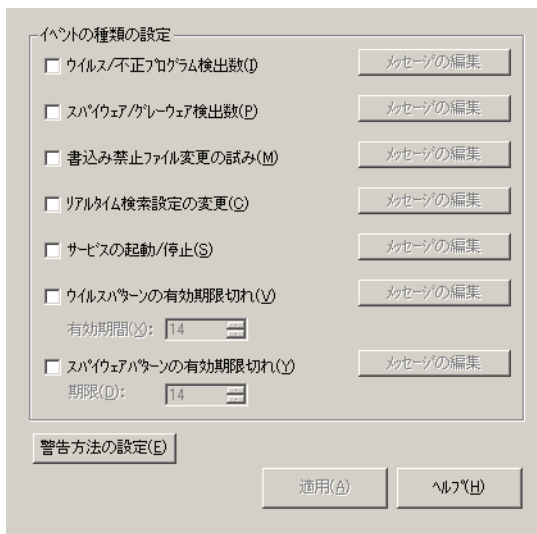 イベントの種類の設定
ウイルス/不正プログラム検出数(I) メッセージの編集
スパイウェア/グレーウェア検出数(P) メッセージの編集
書込み禁止ファイル変更の試み(M) メッセージの編集
リアルタイム検索設定の変更(C) メッセージの編集
サービスの起動/停止(S) メッセージの編集
ウイルスパターンの有効期限切れ(V) メッセージの編集
有効期間(X): 14
スパイウェアパターンの有効期限切れ(Y) メッセージの編集
期限(D): 14
警告方法の設定(E)
適用(A) ヘルプ(H)